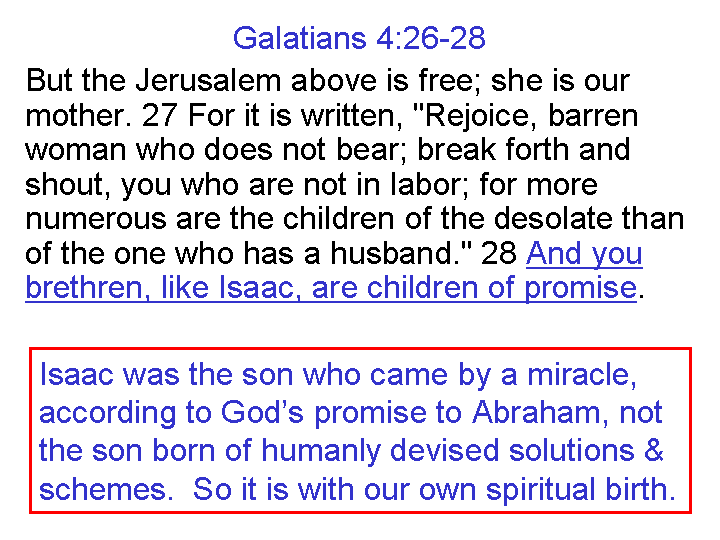 Galatians 4:26-28
But the Jerusalem above is free; she is our
mother. 27 For it is written, "Rejoice, barren
woman who does not bear; break forth and
shout, you who are not in labor; for more
numerous are the children of the desolate than
of the one who has a husband." 28 And you
brethren, like Isaac, are children of promise.
Isaac was the son who came by a miracle,
according to God’s promise to Abraham, not
the son born of humanly devised solutions &
schemes.  So it is with our own spiritual birth.